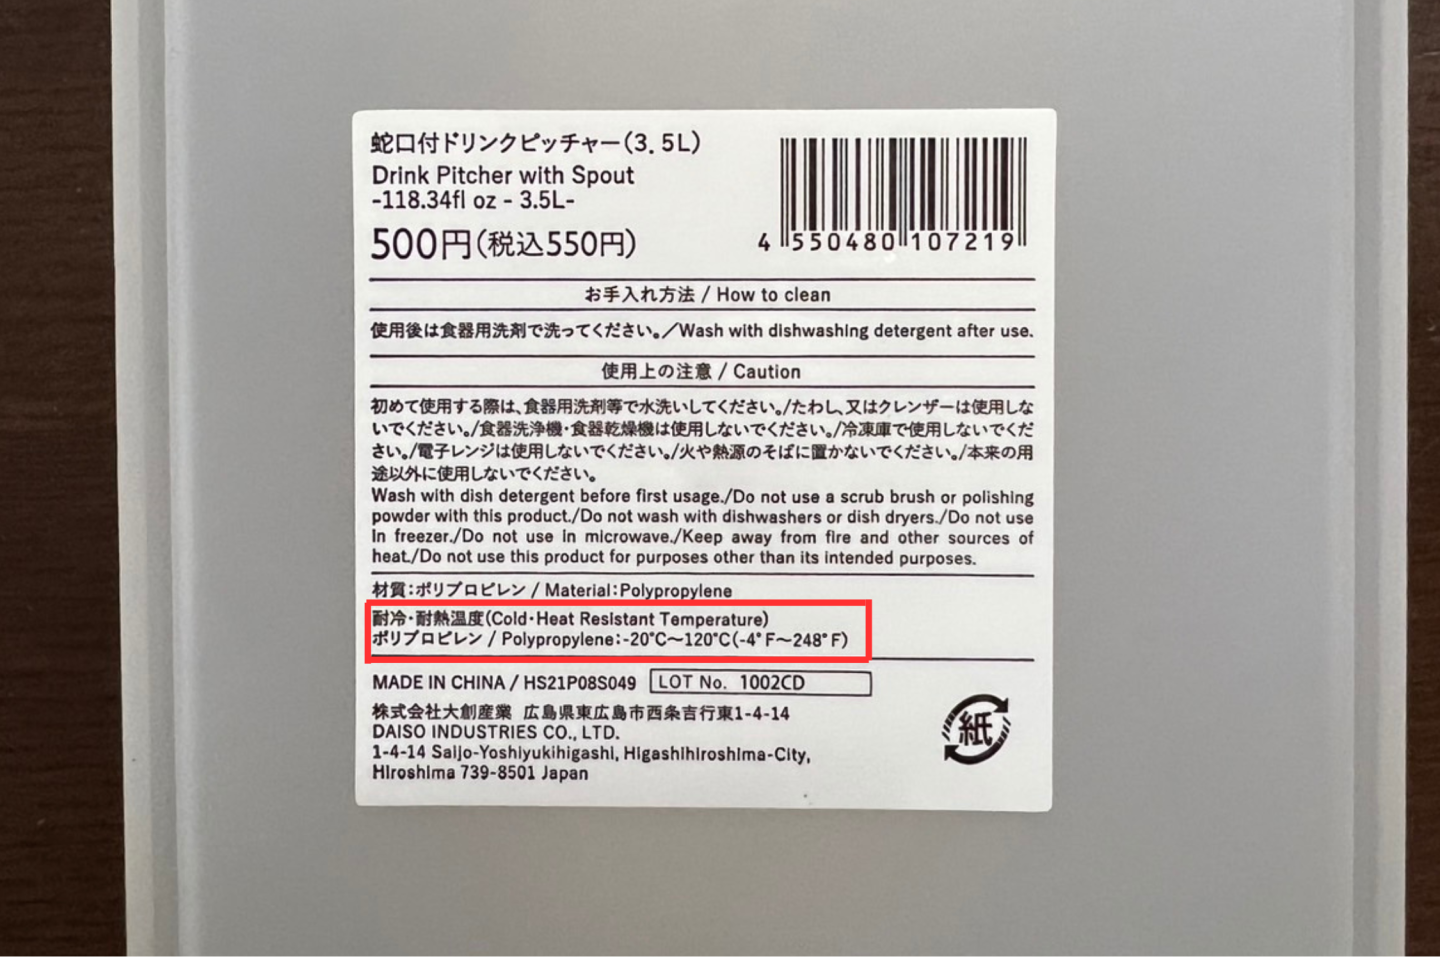 蛇口付ドリンクピッチャー(3.5L)
Drink Pitcher with Spout
-118.34fl oz - 3.5L-
500円(税込550円)
4 550480 107219
お手入れ方法 / How to clean
使用後は食器用洗剤で洗ってください。/Wash with dishwashing detergent after use.
使用上の注意 / Caution
初めて使用する際は、食器用洗剤等で水洗いしてください。/たわし、又はクレンザーは使用しな
いでください。/食器洗浄機・食器乾燥機は使用しないでください。/冷凍庫で使用しないでくだ
さい。/電子レンジは使用しないでください。/火や熱源のそばに置かないでください。/本来の用
途以外に使用しないでください。
Wash with dish detergent before first usage./Do not use a scrub brush or polishing
powder with this product./Do not wash with dishwashers or dish dryers./Do not use
in freezer./Do not use in microwave./Keep away from fire and other sources of
heat./Do not use this product for purposes other than its intended purposes.
材質:ポリプロピレン / Material:Polypropylene
耐冷・耐熱温度(Cold・Heat Resistant Temperature)
ポリプロピレン / Polypropylene:-20℃〜120℃(-4°F〜248°F)
MADE IN CHINA / HS21P08S049 LOT No. 1002CD
株式会社大創産業 広島県東広島市西条吉行東1-4-14
DAISO INDUSTRIES CO., LTD.
1-4-14 Saijo-Yoshiyukihigashi, Higashihiroshima-City,
Hiroshima 739-8501 Japan
紙